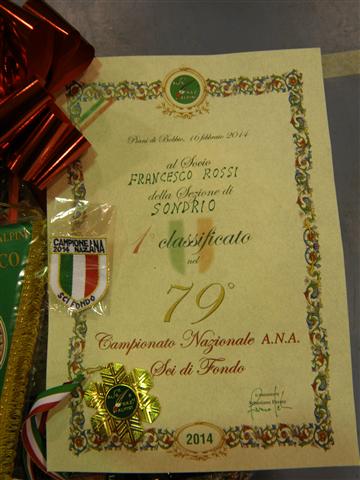 Piani di Bobbio, 16 febbraio 2014
al Socio
FRANCESCO ROSSI
della Sezione di
SONDRIO
1° classificato
nel
79°
Campionato Nazionale A.N.A.
Sci di Fondo
2014
CAMPIONE ANA
2014 NAZ.
SCI FONDO